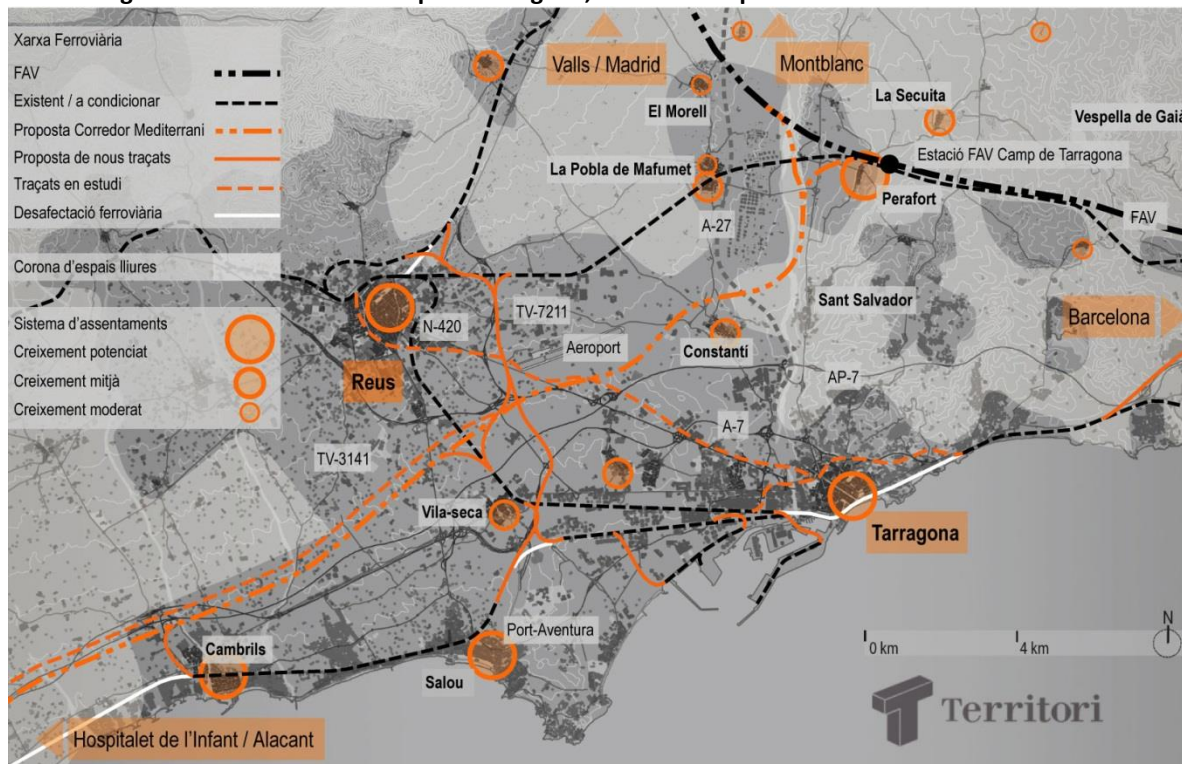 Xarxa Ferroviària
FAV
Existent / a condicionar
Proposta Corredor Mediterrani
Proposta de nous traçats
Traçats en estudi
Desafectació ferroviària
Corona d'espais lliures
Sistema d'assentaments
Creixement potenciat
Creixement mitjà
Creixement moderat
Valls / Madrid
Montblanc
El Morell
La Secuita
Vespella de Gaià
Estació FAV Camp de Tarragona
La Pobla de Mafumet
Perafort
A-27
FAV
TV-7211
Sant Salvador
N-420
Barcelona
Aeroport
Constantí
Reus
AP-7
A-7
TV-3141
Vila-seca
Tarragona
Port-Aventura
Cambrils
Salou
N
0 km
4 km
Territori
Hospitalet de l'Infant / Alacant